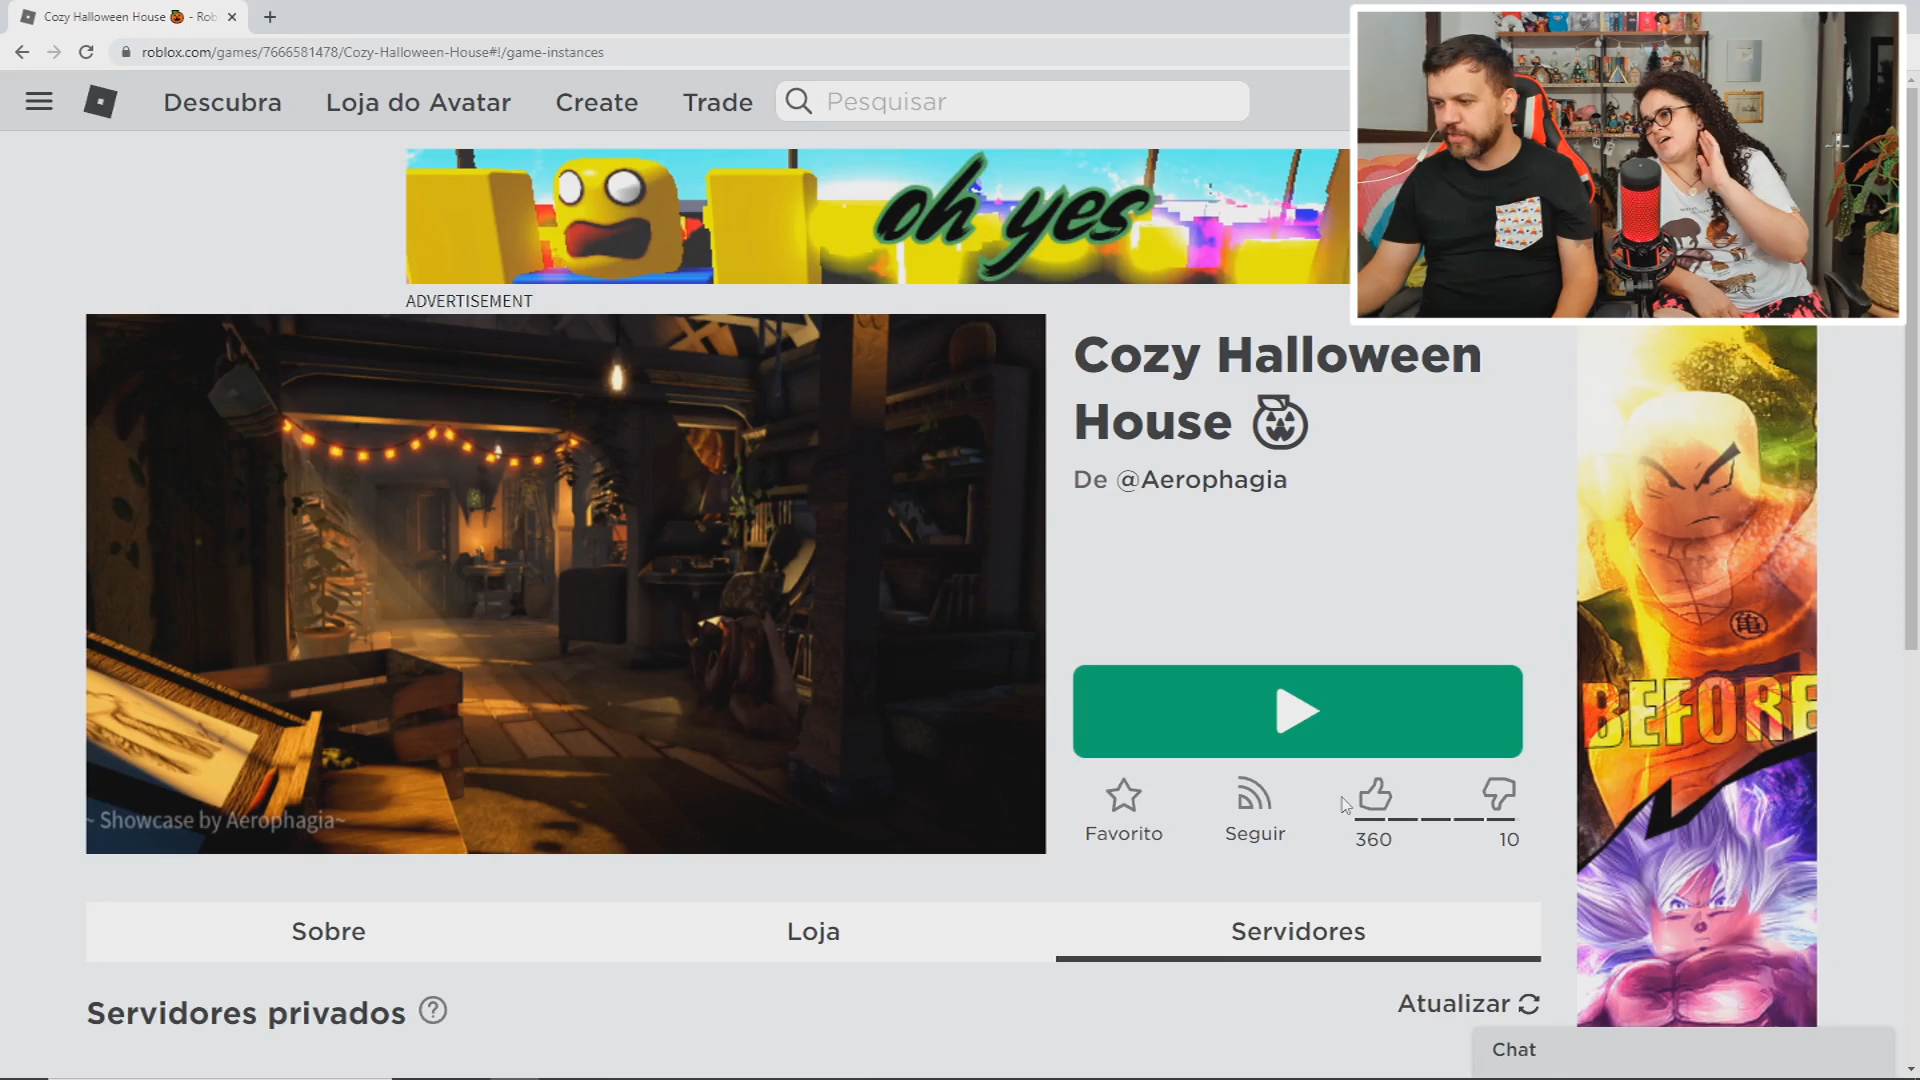 Cozy Halloween House 🎃 - Rob
roblox.com/games/7666581478/Cozy-Halloween-House#!/game-instances
Descubra
Loja do Avatar
Create
Trade
Pesquisar
oh yes
ADVERTISEMENT
Cozy Halloween
House 🎃
De @Aerophagia
~ Showcase by Aerophagia~
Favorito
Seguir
360
10
BEFORE
亀
Sobre
Loja
Servidores
Servidores privados
Atualizar
Chat